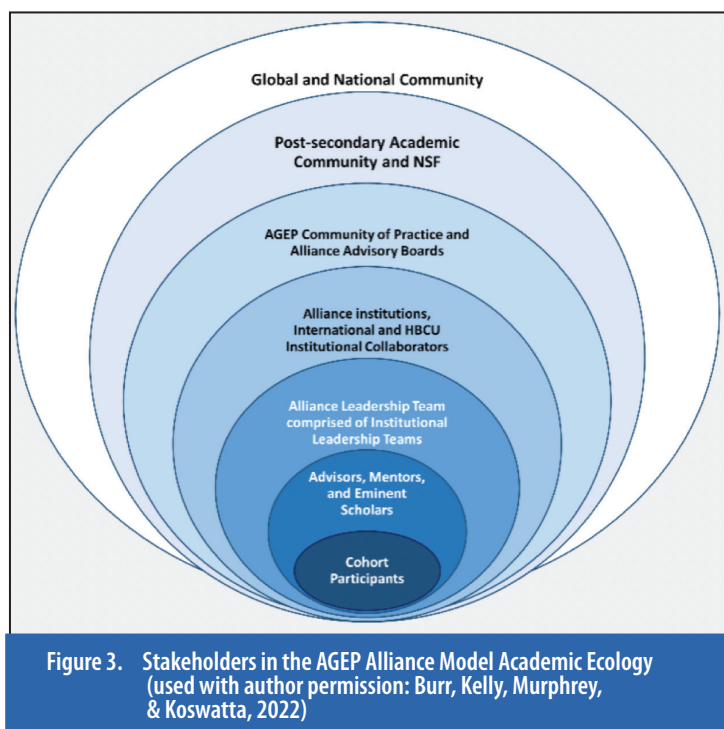 Global and National Community
Post-secondary Academic
Community and NSF
AGEP Community of Practice and
Alliance Advisory Boards
Alliance institutions,
International and HBCU
Institutional Collaborators
Alliance Leadership Team
comprised of Institutional
Leadership Teams
Advisors, Mentors,
and Eminent
Scholars
Cohort
Participants
Figure 3. Stakeholders in the AGEP Alliance Model Academic Ecology
(used with author permission: Burr, Kelly, Murphrey,
& Koswatta, 2022)